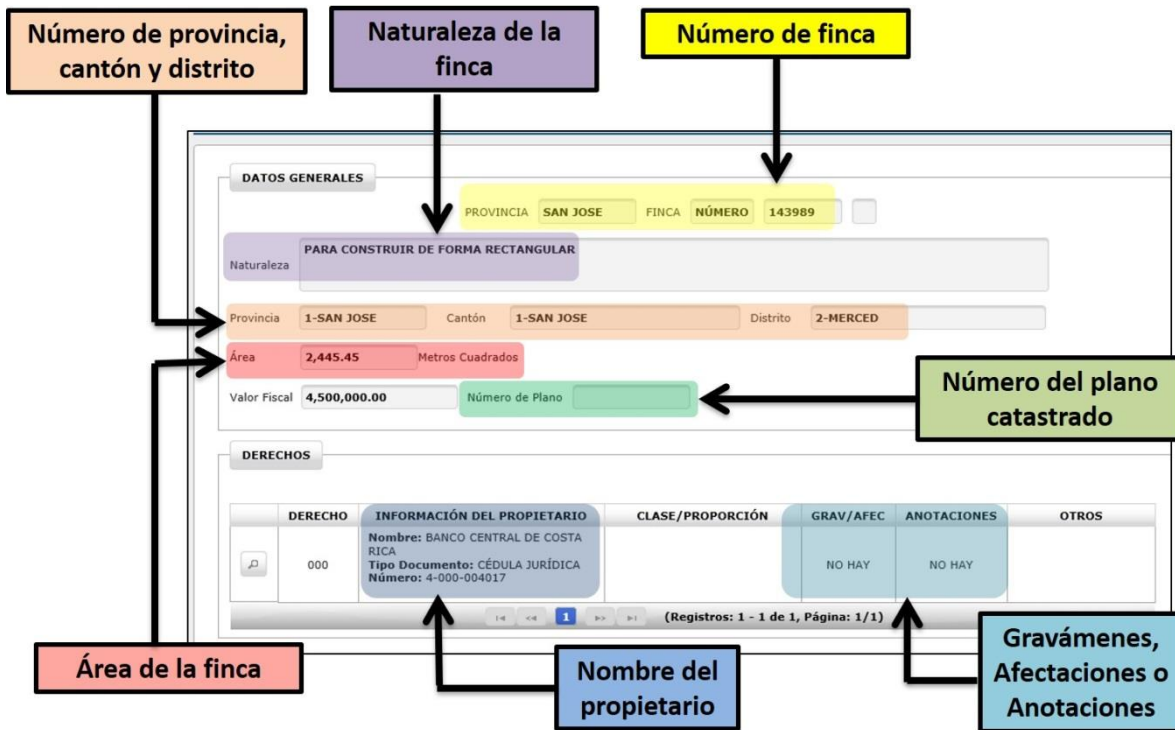 Número de provincia,
cantón y distrito
Naturaleza de la
finca
Número de finca
DATOS GENERALES
PROVINCIA SAN JOSE FINCA NÚMERO 143989
PARA CONSTRUIR DE FORMA RECTANGULAR
Naturaleza
Provincia 1-SAN JOSE Cantón 1-SAN JOSE Distrito 2-MERCED
Área 2,445.45 Metros Cuadrados
Valor Fiscal 4,500,000.00 Número de Plano
Número del plano
catastrado
DERECHOS
DERECHO INFORMACIÓN DEL PROPIETARIO CLASE/PROPORCIÓN GRAV/AFEC ANOTACIONES OTROS
000
Nombre: BANCO CENTRAL DE COSTA
RICA
Tipo Documento: CÉDULA JURÍDICA
Número: 4-000-004017
NO HAY NO HAY
1 (Registros: 1 - 1 de 1, Página: 1/1)
Área de la finca
Nombre del
propietario
Gravámenes,
Afectaciones o
Anotaciones